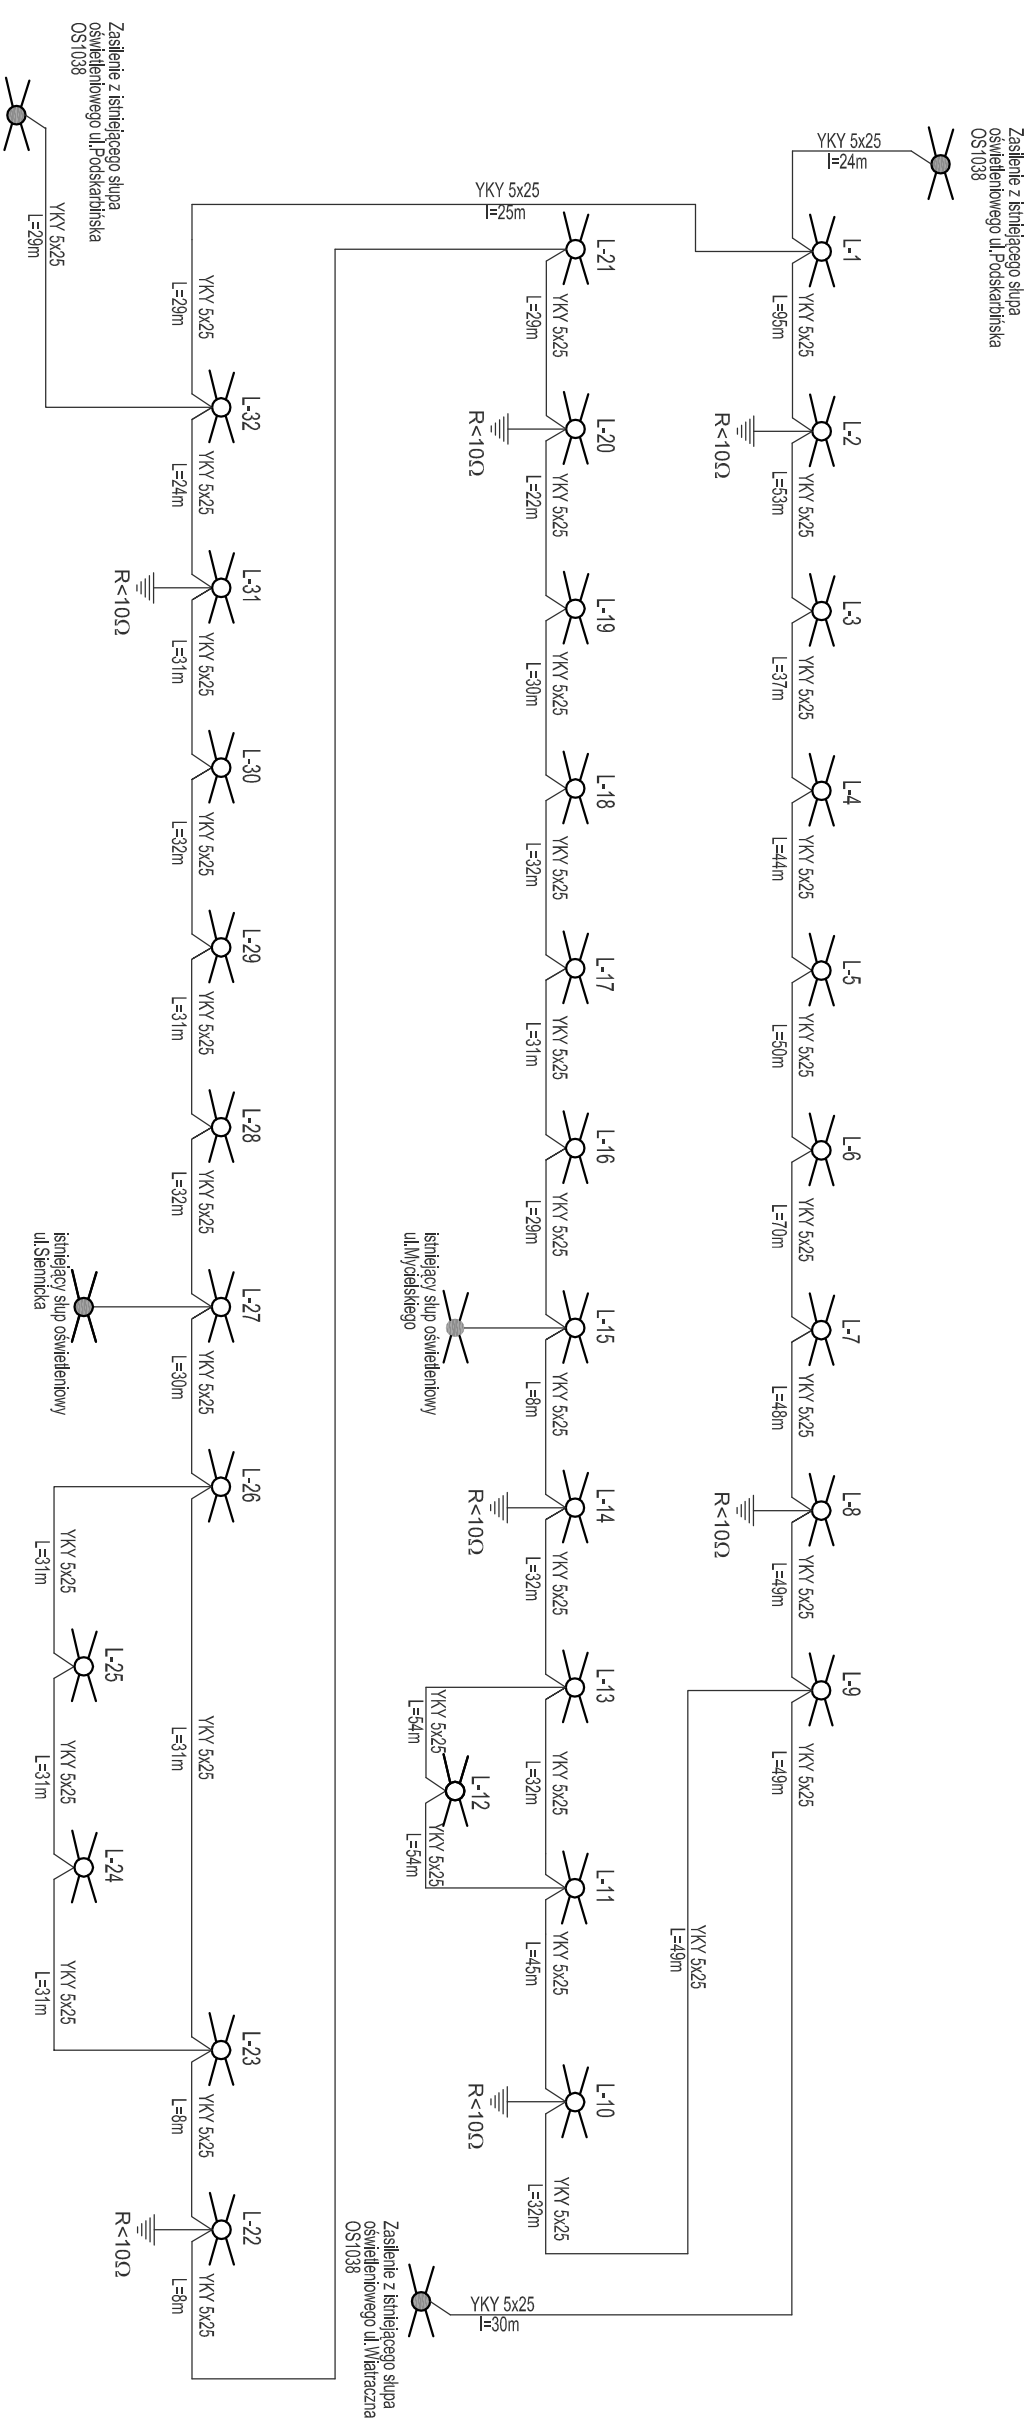 Zasilenie z istniejącego słupa
oświetleniowego ul.Podskarbińska
OS1038
YKY 5x25
l=24m
L-1
YKY 5x25
L=95m
L-2
R<10Ω
YKY 5x25
L=53m
L-3
YKY 5x25
L=37m
L-4
YKY 5x25
L=44m
L-5
YKY 5x25
L=50m
L-6
YKY 5x25
L=70m
L-7
YKY 5x25
L=48m
L-8
R<10Ω
YKY 5x25
L=49m
L-9
YKY 5x25
L=49m
YKY 5x25
L=49m
YKY 5x25
l=25m
L-21
YKY 5x25
L=29m
L-20
R<10Ω
YKY 5x25
L=22m
L-19
YKY 5x25
L=30m
L-18
YKY 5x25
L=32m
L-17
YKY 5x25
L=31m
L-16
YKY 5x25
L=29m
L-15
istniejący słup oświetleniowy
ul.Mycielskiego
YKY 5x25
L=8m
L-14
R<10Ω
YKY 5x25
L=32m
L-13
YKY 5x25
L=32m
YKY 5x25
L=54m
L-12
YKY 5x25
L=54m
L-11
YKY 5x25
L=45m
L-10
R<10Ω
YKY 5x25
L=32m
YKY 5x25
l=30m
Zasilenie z istniejącego słupa
oświetleniowego ul.Wiatraczna
OS1038
Zasilenie z istniejącego słupa
oświetleniowego ul.Podskarbińska
OS1038
YKY 5x25
L=29m
YKY 5x25
L=29m
L-32
YKY 5x25
L=24m
L-31
R<10Ω
YKY 5x25
L=31m
L-30
YKY 5x25
L=32m
L-29
YKY 5x25
L=31m
L-28
YKY 5x25
L=32m
L-27
istniejący słup oświetleniowy
ul.Siennicka
YKY 5x25
L=30m
L-26
YKY 5x25
L=31m
YKY 5x25
L=31m
L-25
YKY 5x25
L=31m
L-24
YKY 5x25
L=31m
L-23
YKY 5x25
L=8m
L-22
R<10Ω
YKY 5x25
L=8m